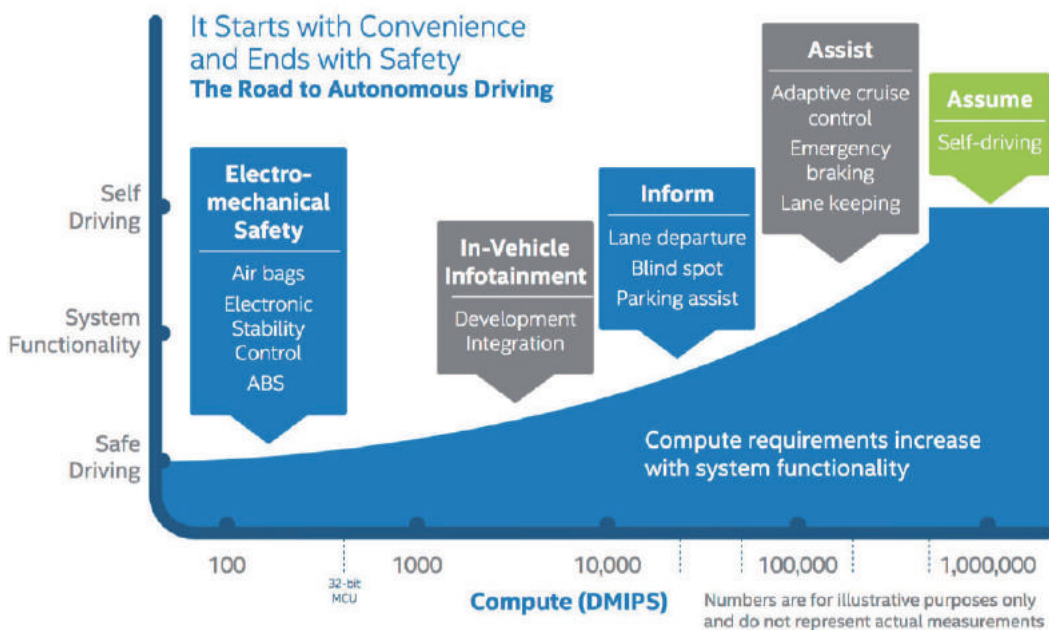 It Starts with Convenience
and Ends with Safety
The Road to Autonomous Driving
Self
Driving
System
Functionality
Safe
Driving
Electro-
mechanical
Safety
Air bags
Electronic
Stability
Control
ABS
In-Vehicle
Infotainment
Development
Integration
Inform
Lane departure
Blind spot
Parking assist
Assist
Adaptive cruise
control
Emergency
braking
Lane keeping
Assume
Self-driving
Compute requirements increase
with system functionality
100
32-bit
MCU
1000
10,000
100,000
1,000,000
Compute (DMIPS)
Numbers are for illustrative purposes only
and do not represent actual measurements